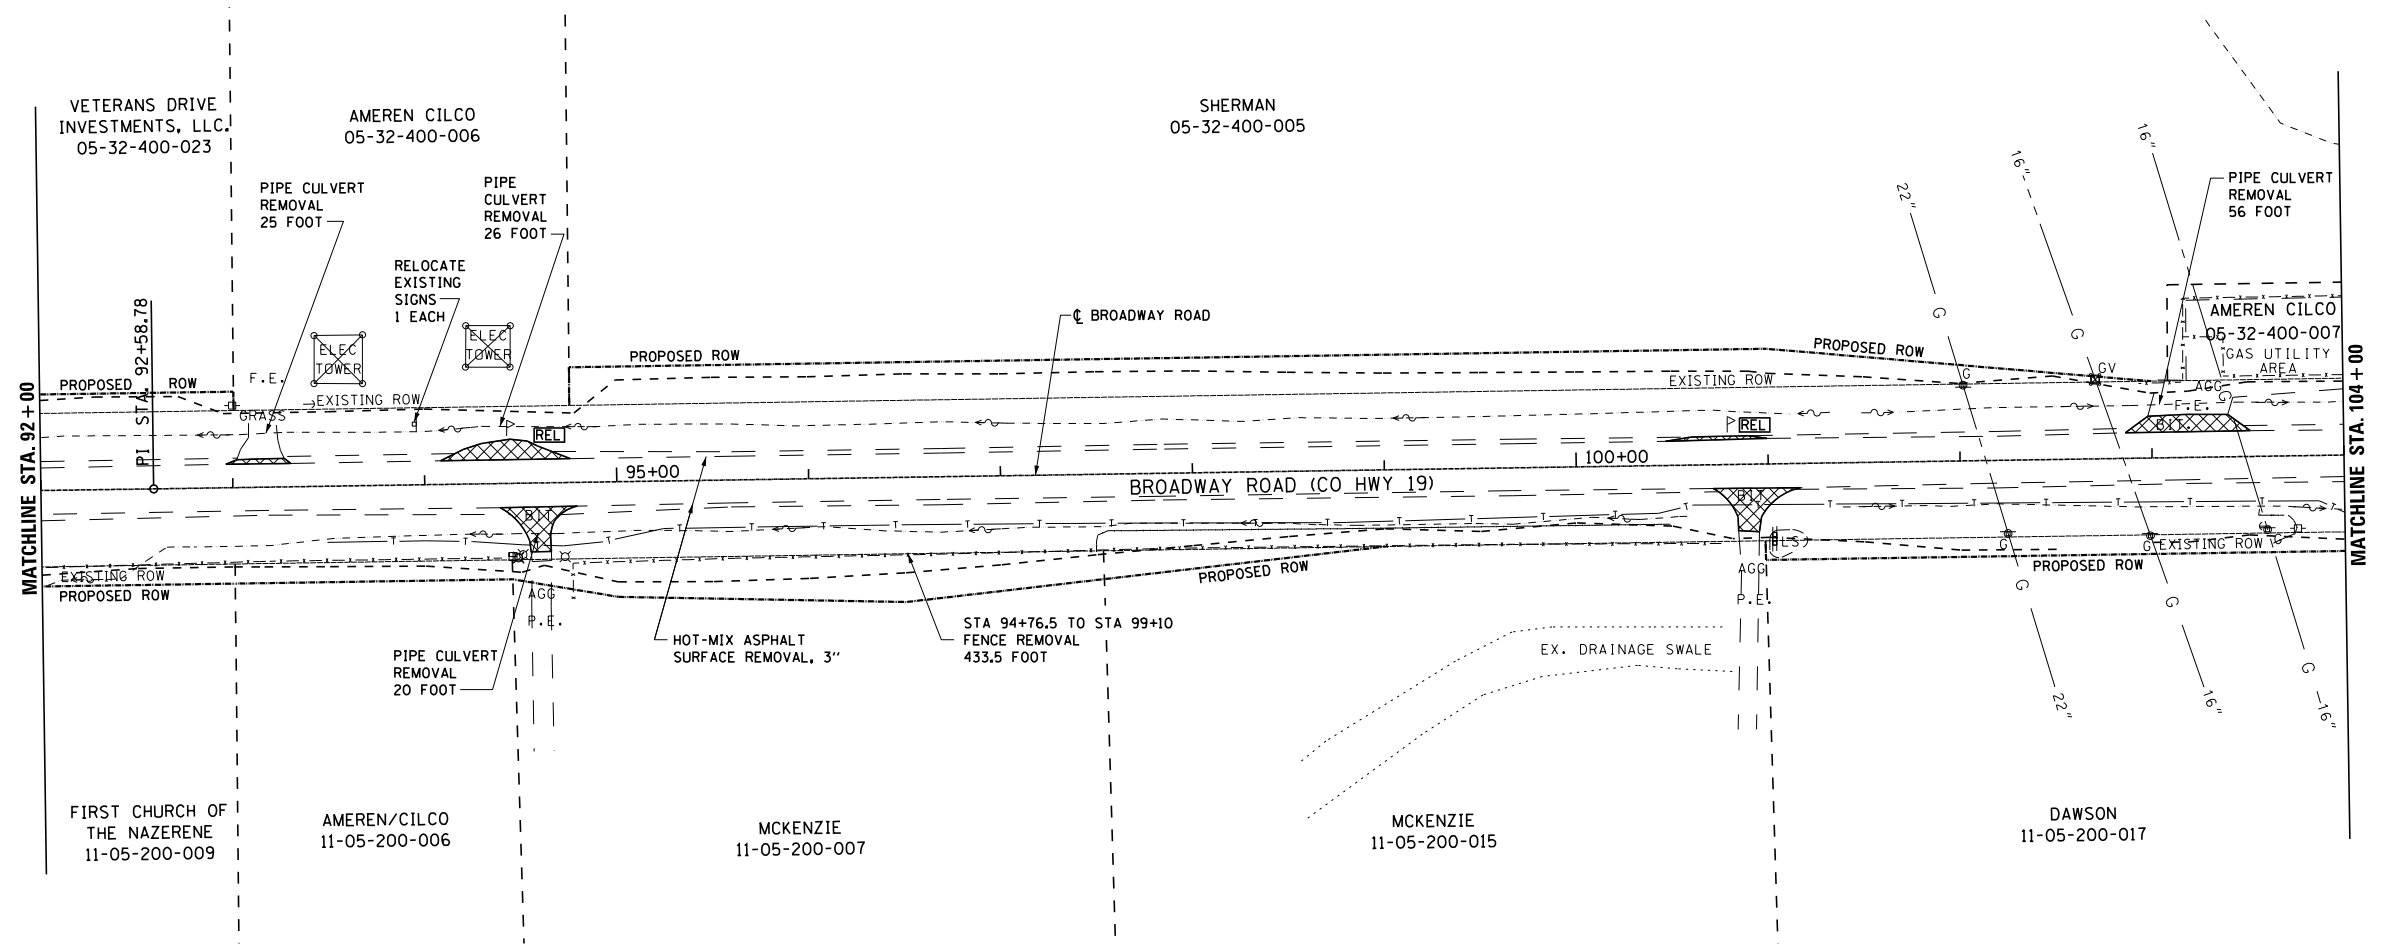 VETERANS DRIVE
INVESTMENTS, LLC.
05-32-400-023
AMEREN CILCO
05-32-400-006
SHERMAN
05-32-400-005
PIPE CULVERT
REMOVAL
25 FOOT
PIPE
CULVERT
REMOVAL
26 FOOT
RELOCATE
EXISTING
SIGNS
1 EACH
PIPE CULVERT
REMOVAL
56 FOOT
22"
16"
16"
G
G
AMEREN CILCO
05-32-400-007
GAS UTILITY
AREA
MATCHLINE STA. 92+00
PI STA. 92+58.78
PROPOSED ROW
F.E.
ELEC
TOWER
ELEC
TOWER
EXISTING ROW
GRASS
REL
PROPOSED ROW
℄ BROADWAY ROAD
PROPOSED ROW
EXISTING ROW
G
GV
AGG
G
F.E.
BIT.
REL
MATCHLINE STA. 104+00
95+00
100+00
BROADWAY ROAD (CO HWY 19)
BIT
BIT
T T T T T T T T T T T T T T T T T T T T
EXISTING ROW
PROPOSED ROW
AGG
P.E.
PROPOSED ROW
(LS)
AGG
P.E.
G
G
G
G
EXISTING ROW
PROPOSED ROW
G
G
G
22"
16"
16"
PIPE CULVERT
REMOVAL
20 FOOT
HOT-MIX ASPHALT
SURFACE REMOVAL, 3"
STA 94+76.5 TO STA 99+10
FENCE REMOVAL
433.5 FOOT
EX. DRAINAGE SWALE
FIRST CHURCH OF
THE NAZERENE
11-05-200-009
AMEREN/CILCO
11-05-200-006
MCKENZIE
11-05-200-007
MCKENZIE
11-05-200-015
DAWSON
11-05-200-017